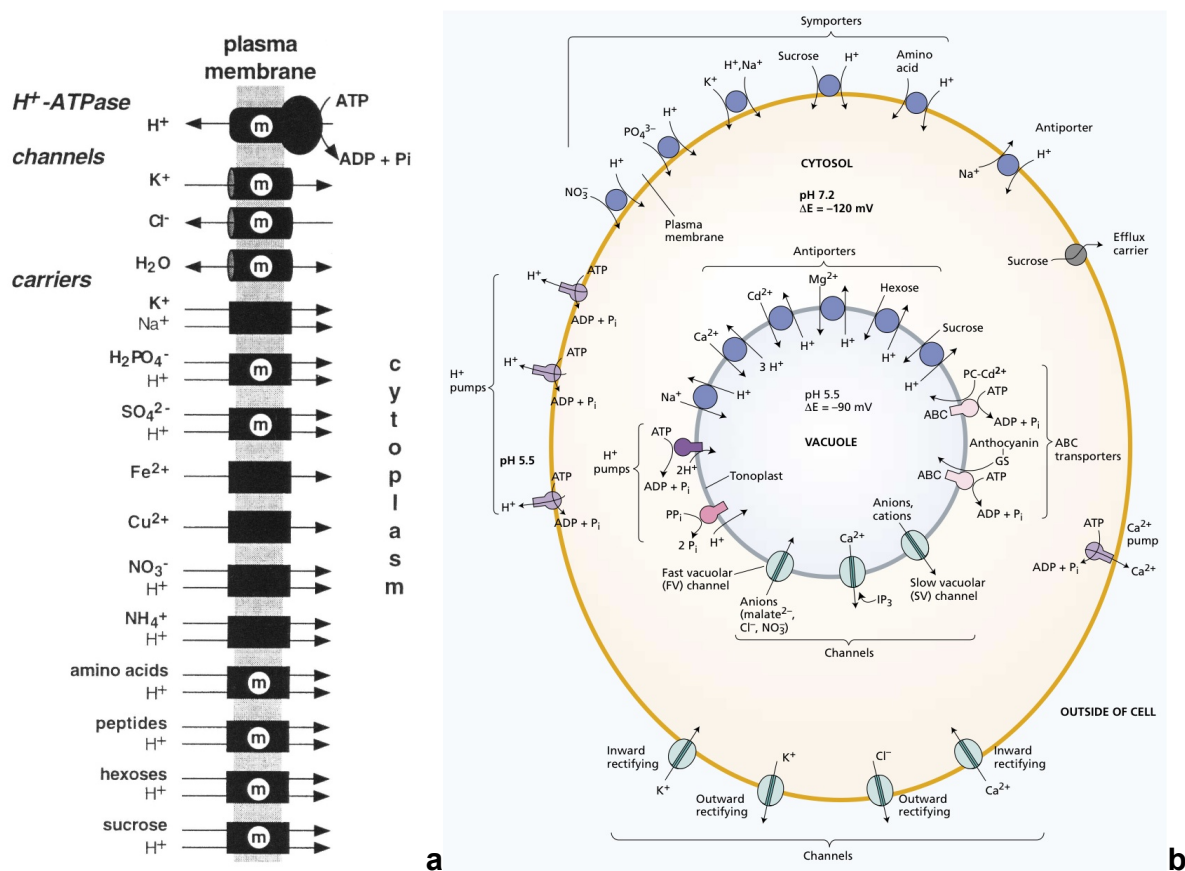 plasma
membrane
H⁺-ATPase
ATP
m
H⁺
ADP + Pi
channels
K⁺
m
Cl⁻
m
H₂O
m
carriers
K⁺
Na⁺
H₂PO₄⁻
H⁺
m
SO₄²⁻
H⁺
m
Fe²⁺
Cu²⁺
NO₃⁻
H⁺
NH₄⁺
H⁺
amino acids
H⁺
m
peptides
H⁺
m
hexoses
H⁺
m
sucrose
H⁺
m
cytoplasm
a
Symporters
H⁺,Na⁺
K⁺
Sucrose
H⁺
Amino
acid
H⁺
H⁺
PO₄³⁻
H⁺
NO₃⁻
Plasma
membrane
CYTOSOL
pH 7.2
ΔE = –120 mV
Antiporter
Na⁺
H⁺
Sucrose
Efflux
carrier
H⁺
pumps
H⁺
ATP
ADP + Pᵢ
H⁺
ATP
ADP + Pᵢ
pH 5.5
H⁺
ATP
ADP + Pᵢ
Antiporters
Mg²⁺
H⁺
Cd²⁺
H⁺
Hexose
H⁺
Ca²⁺
3 H⁺
Sucrose
H⁺
Na⁺
H⁺
pH 5.5
ΔE = –90 mV
VACUOLE
H⁺
pumps
ATP
2H⁺
ADP + Pᵢ
Tonoplast
PPᵢ
2 Pᵢ
H⁺
PC-Cd²⁺
ATP
ABC
ADP + Pᵢ
Anthocyanin
GS
ABC
ATP
ADP + Pᵢ
ABC
transporters
Anions,
cations
Ca²⁺
Fast vacuolar
(FV) channel
Slow vacuolar
(SV) channel
IP₃
Anions
(malate²⁻,
Cl⁻, NO₃⁻)
Channels
ATP
Ca²⁺
pump
ADP + Pᵢ
Ca²⁺
OUTSIDE OF CELL
Inward
rectifying
K⁺
K⁺
Outward
rectifying
Cl⁻
Outward
rectifying
Inward
rectifying
Ca²⁺
Channels
b